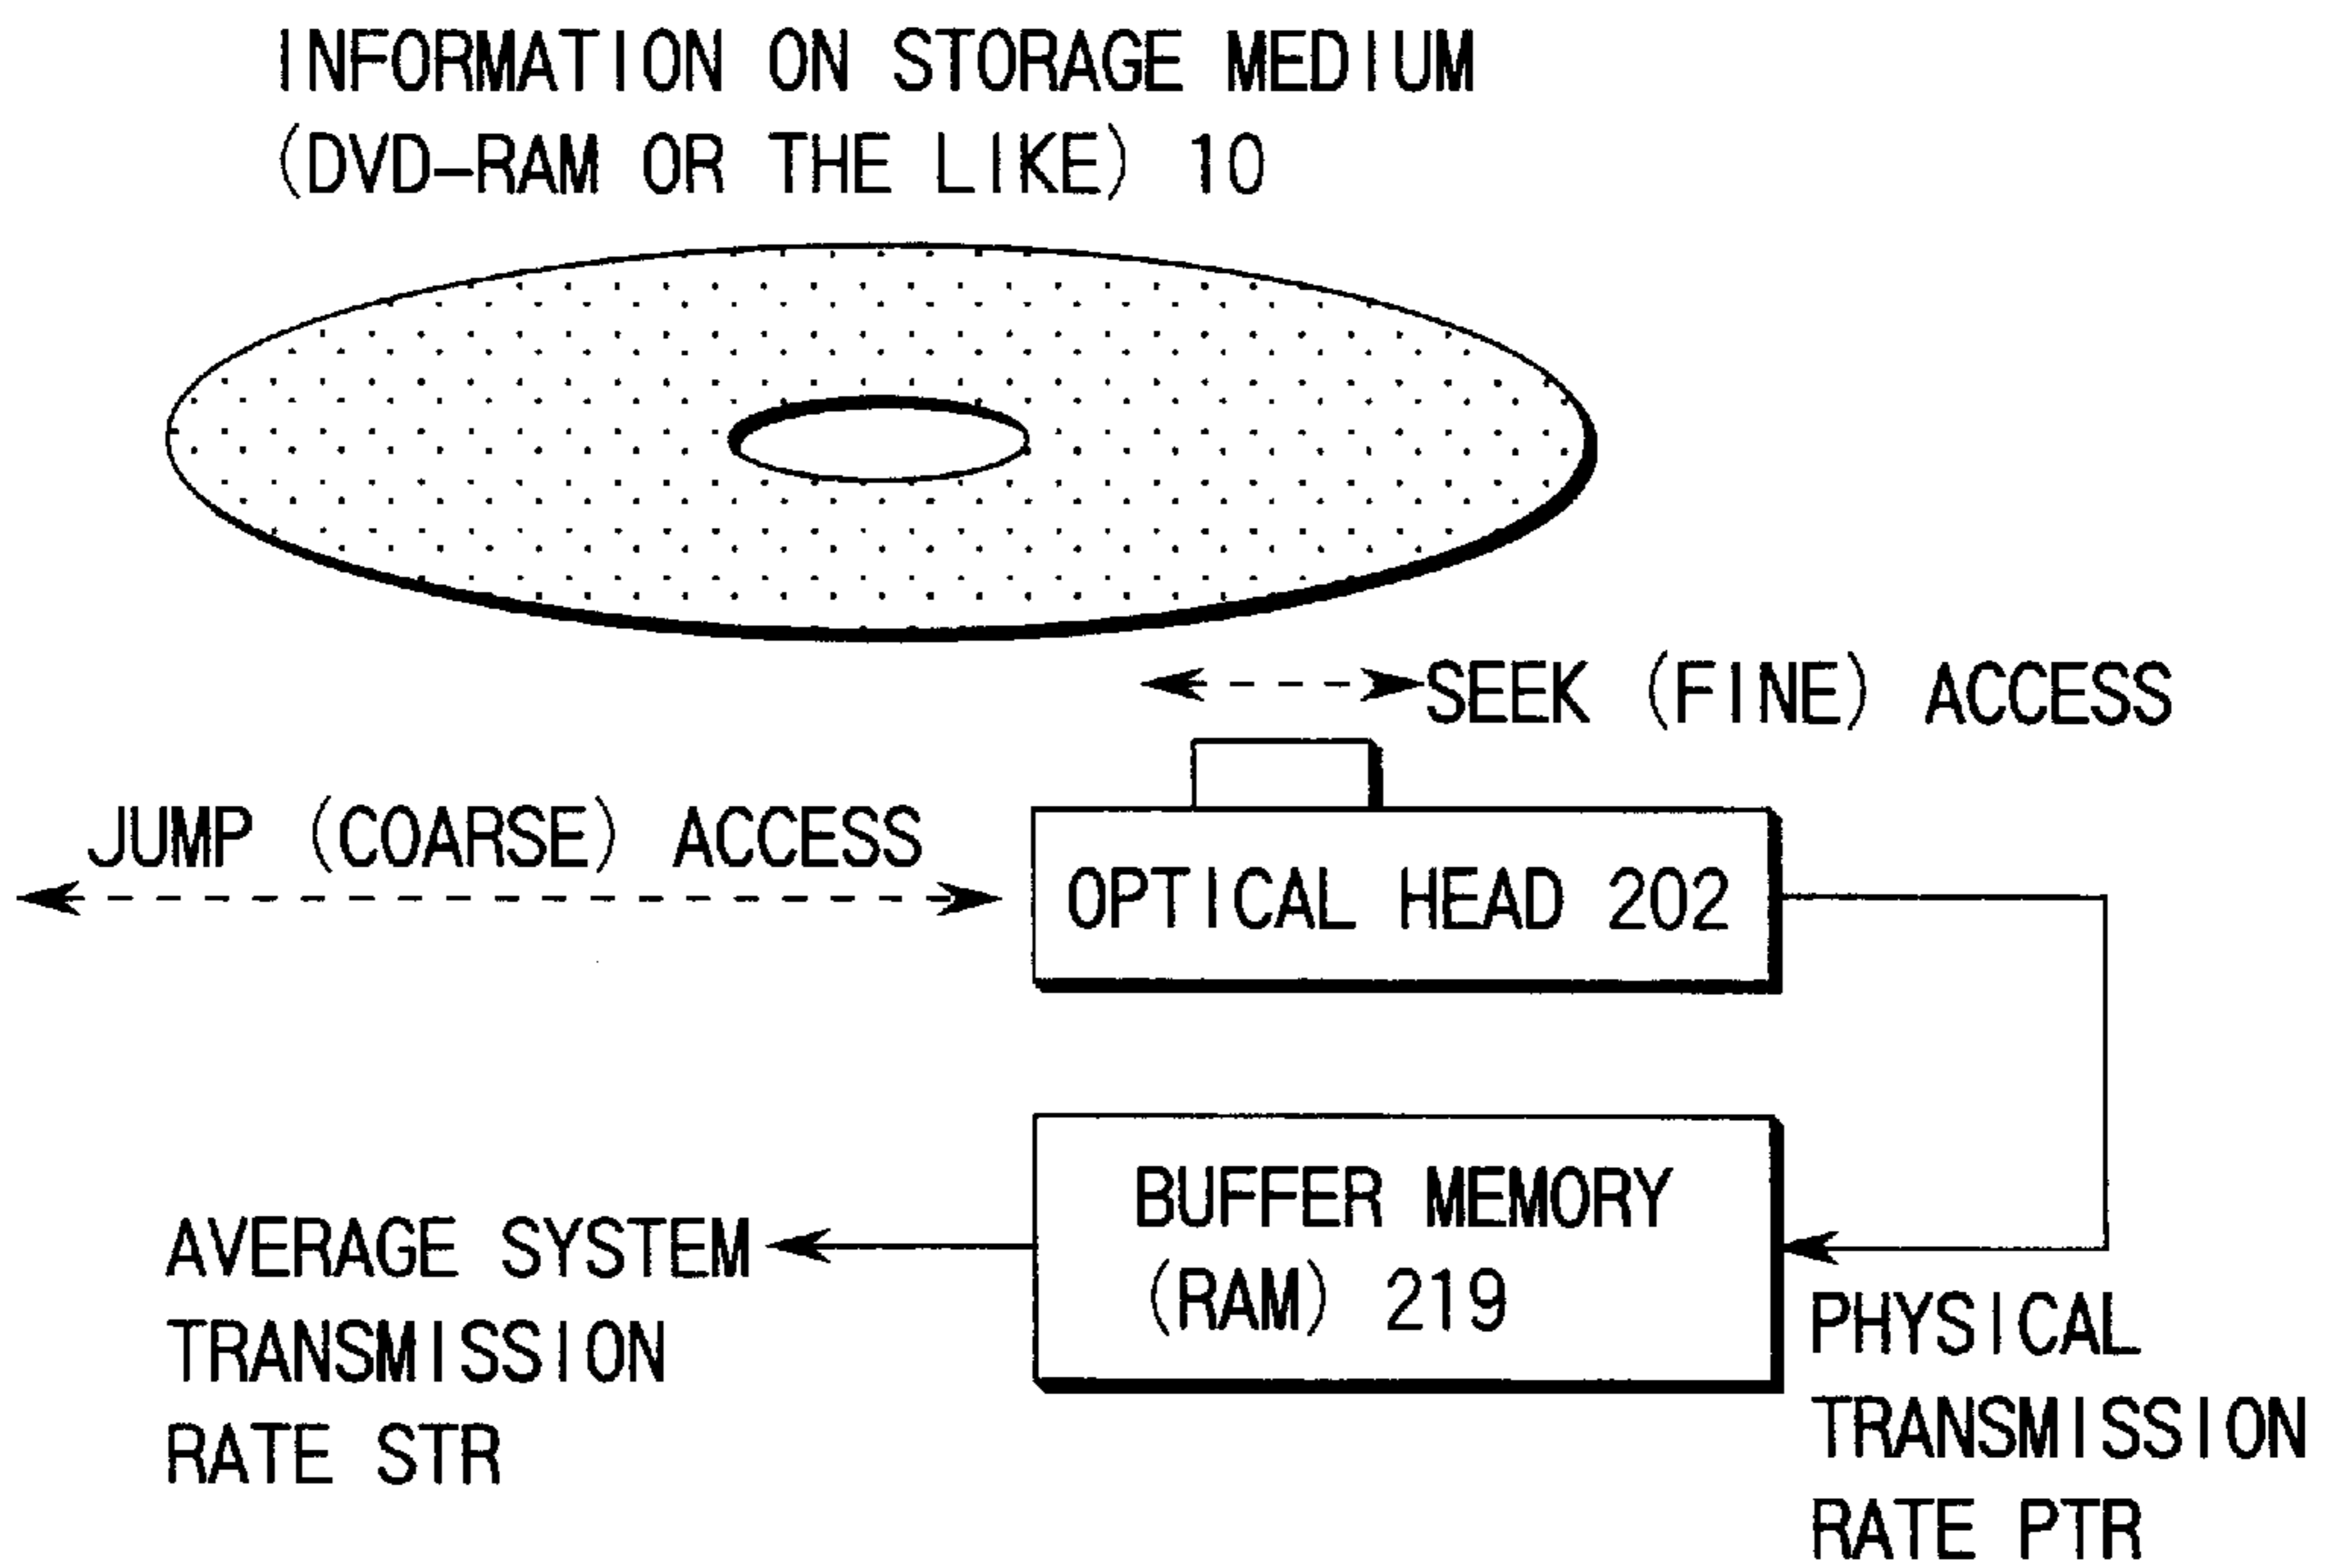 INFORMATION ON STORAGE MEDIUM
(DVD-RAM OR THE LIKE) 10
SEEK (FINE) ACCESS
JUMP (COARSE) ACCESS
OPTICAL HEAD 202
BUFFER MEMORY
(RAM) 219
AVERAGE SYSTEM
TRANSMISSION
RATE STR
PHYSICAL
TRANSMISSION
RATE PTR